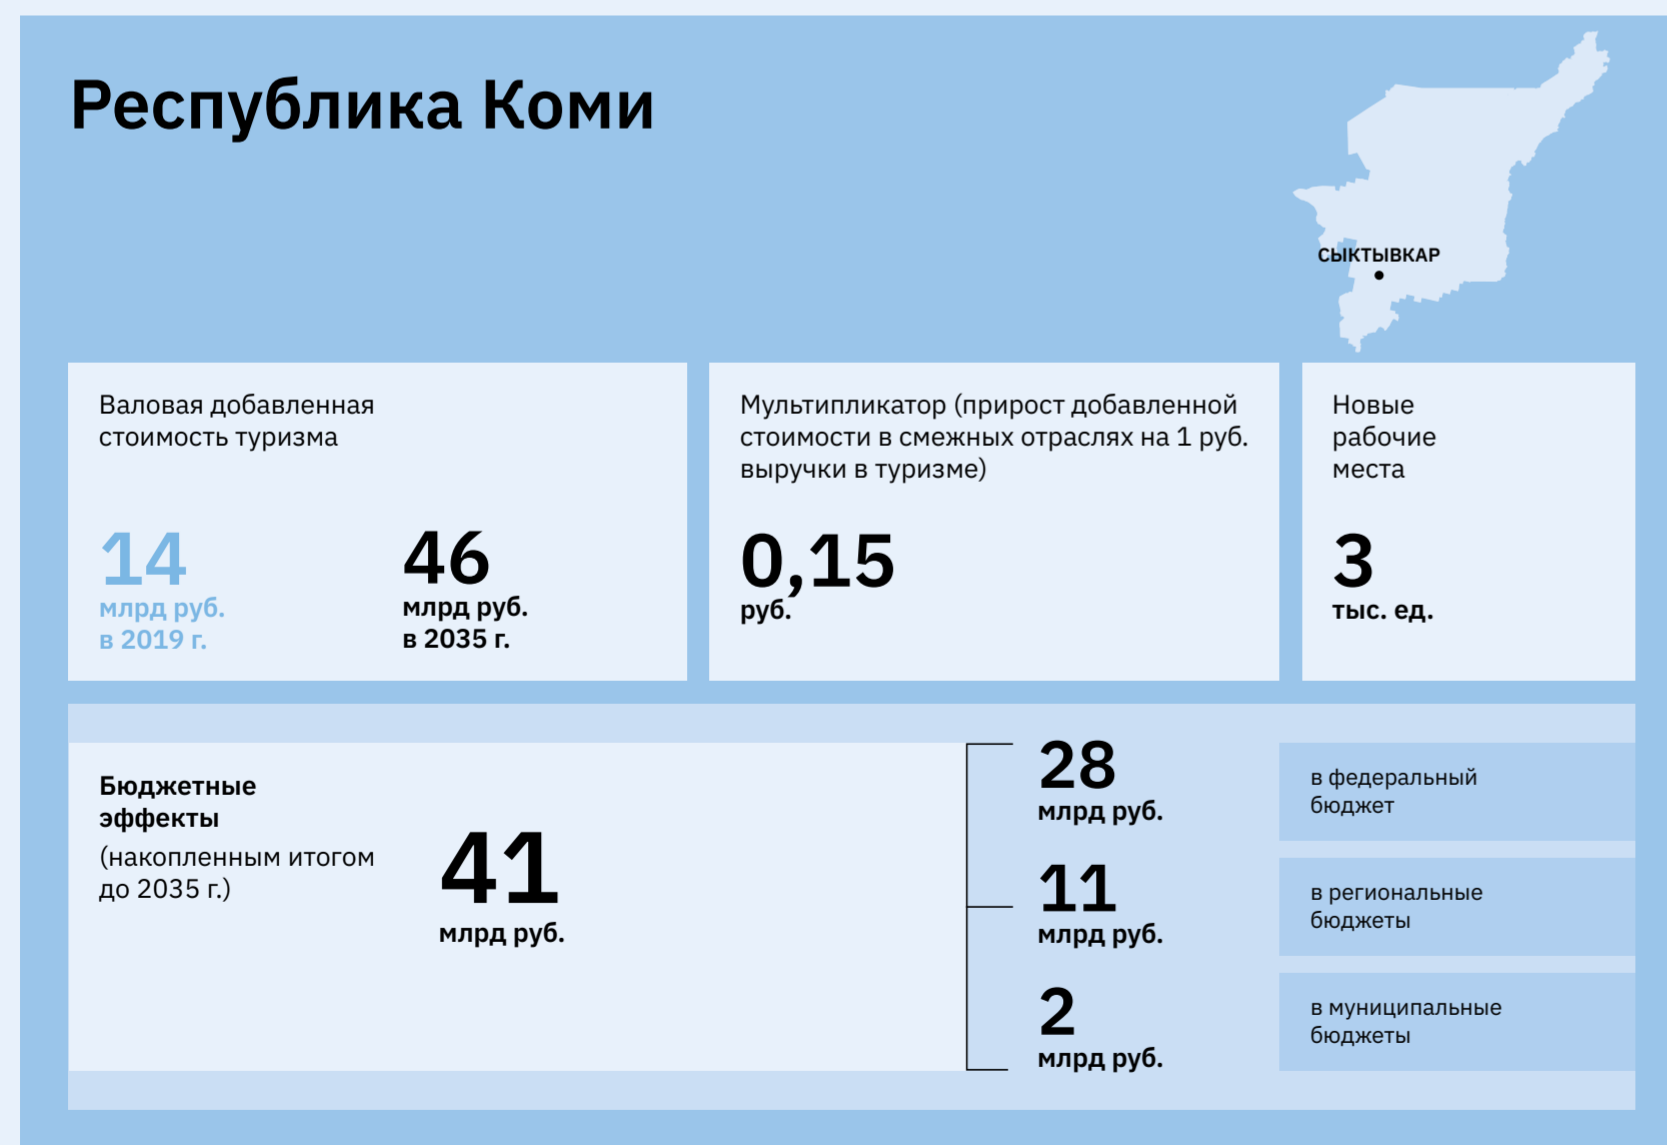 Республика Коми
СЫКТЫВКАР
Валовая добавленная
стоимость туризма
14
млрд руб.
в 2019 г.
46
млрд руб.
в 2035 г.
Мультипликатор (прирост добавленной
стоимости в смежных отраслях на 1 руб.
выручки в туризме)
0,15
руб.
Новые
рабочие
места
3
тыс. ед.
Бюджетные
эффекты
(накопленным итогом
до 2035 г.)
41
млрд руб.
28
млрд руб.
в федеральный
бюджет
11
млрд руб.
в региональные
бюджеты
2
млрд руб.
в муниципальные
бюджеты